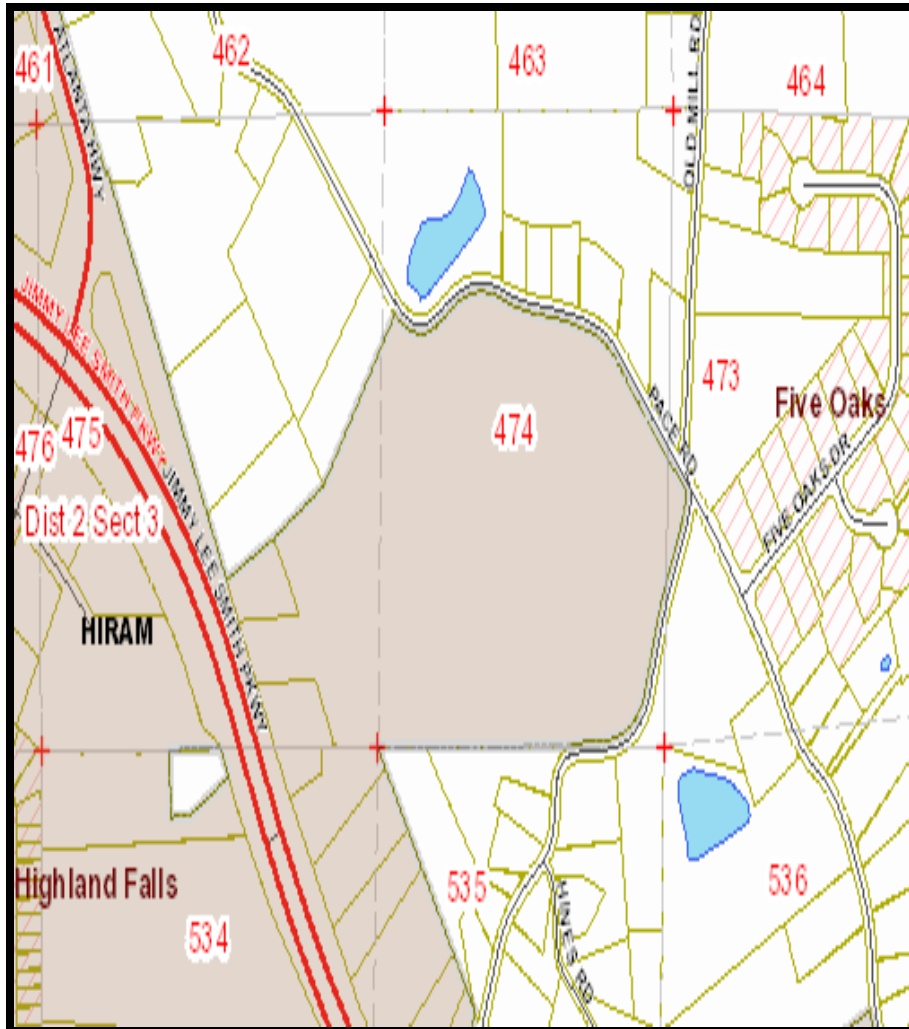 461
ATLANTA HWY
462
463
OLD MILL RD
464
JIMMY LEE SMITH PKWY
JIMMY LEE SMITH PKWY
473
Five Oaks
PACE RD
474
476
475
Dist 2 Sect 3
FIVE OAKS DR
HIRAM
Highland Falls
534
535
HINES RD
536